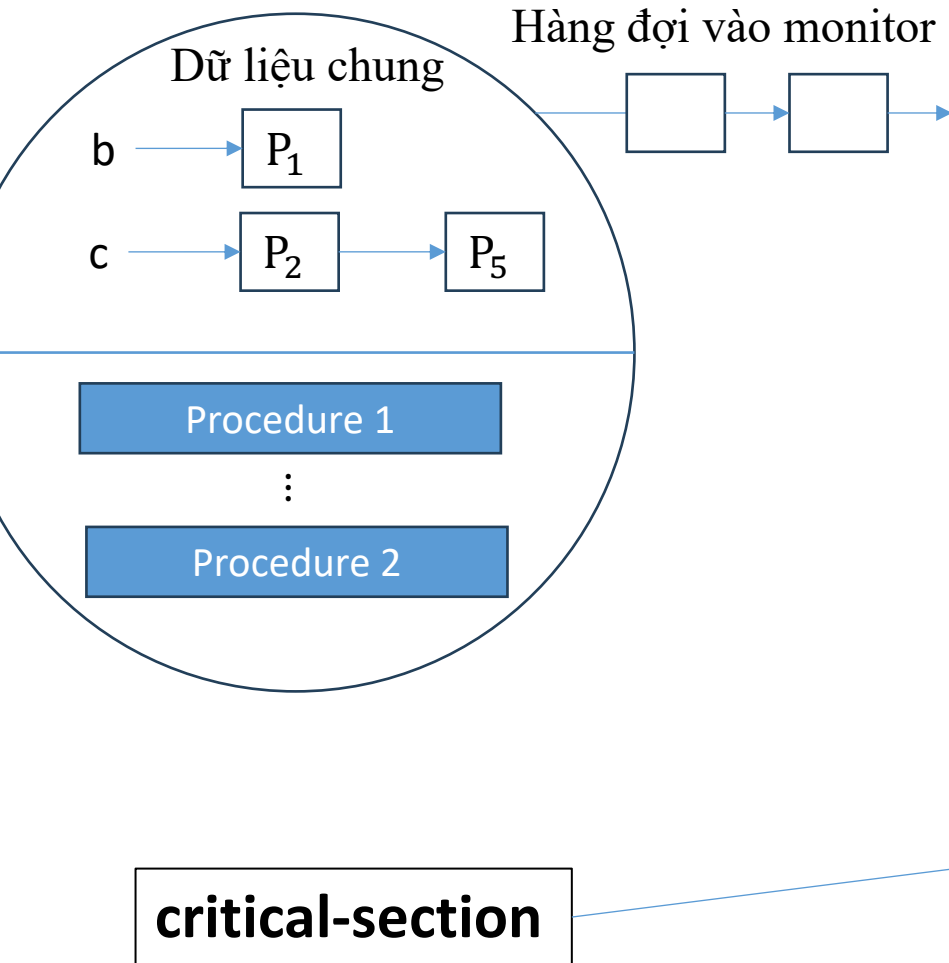 Hàng đợi vào monitor
Dữ liệu chung
b P₁
c P₂ P₅
Procedure 1
⋮
Procedure 2
critical-section